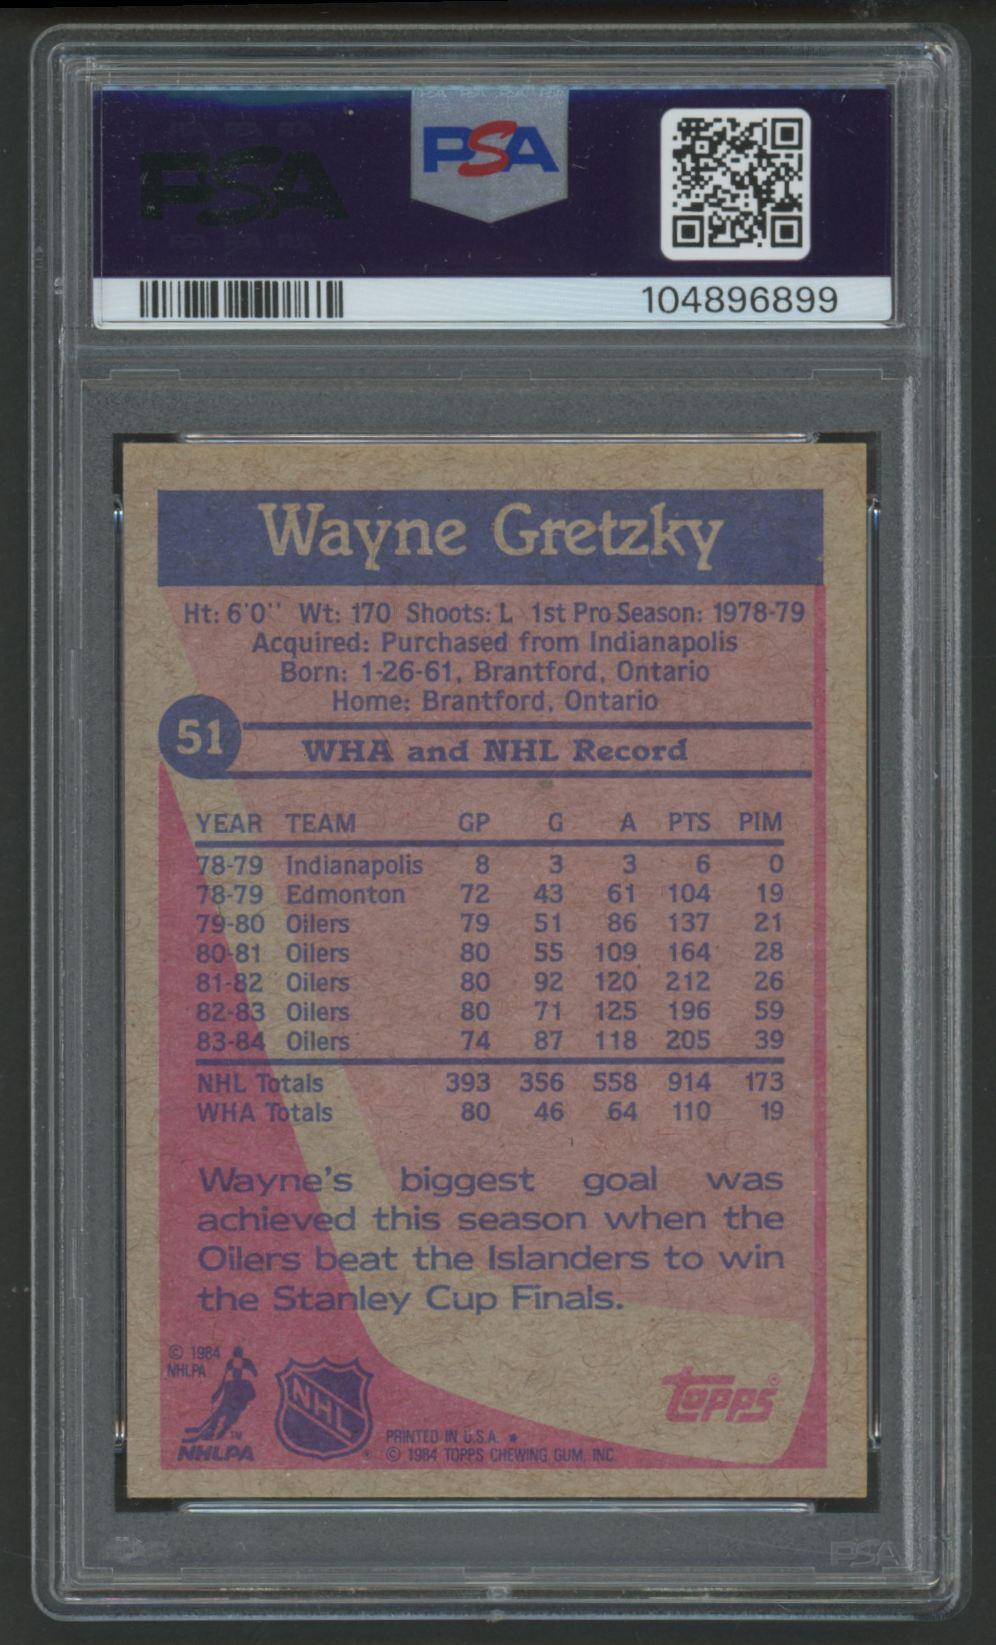 PSA
PSA
104896899
Wayne Gretzky
Ht: 6'0'' Wt: 170 Shoots: L 1st Pro Season: 1978-79
Acquired: Purchased from Indianapolis
Born: 1-26-61, Brantford, Ontario
Home: Brantford, Ontario
51
WHA and NHL Record
YEAR TEAM GP G A PTS PIM
78-79 Indianapolis 8 3 3 6 0
78-79 Edmonton 72 43 61 104 19
79-80 Oilers 79 51 86 137 21
80-81 Oilers 80 55 109 164 28
81-82 Oilers 80 92 120 212 26
82-83 Oilers 80 71 125 196 59
83-84 Oilers 74 87 118 205 39
NHL Totals 393 356 558 914 173
WHA Totals 80 46 64 110 19
Wayne's biggest goal was
achieved this season when the
Oilers beat the Islanders to win
the Stanley Cup Finals.
© 1984
NHLPA
TM
NHLPA
NHL
®
topps®
PRINTED IN U.S.A. *
© 1984 TOPPS CHEWING GUM, INC.
PSA